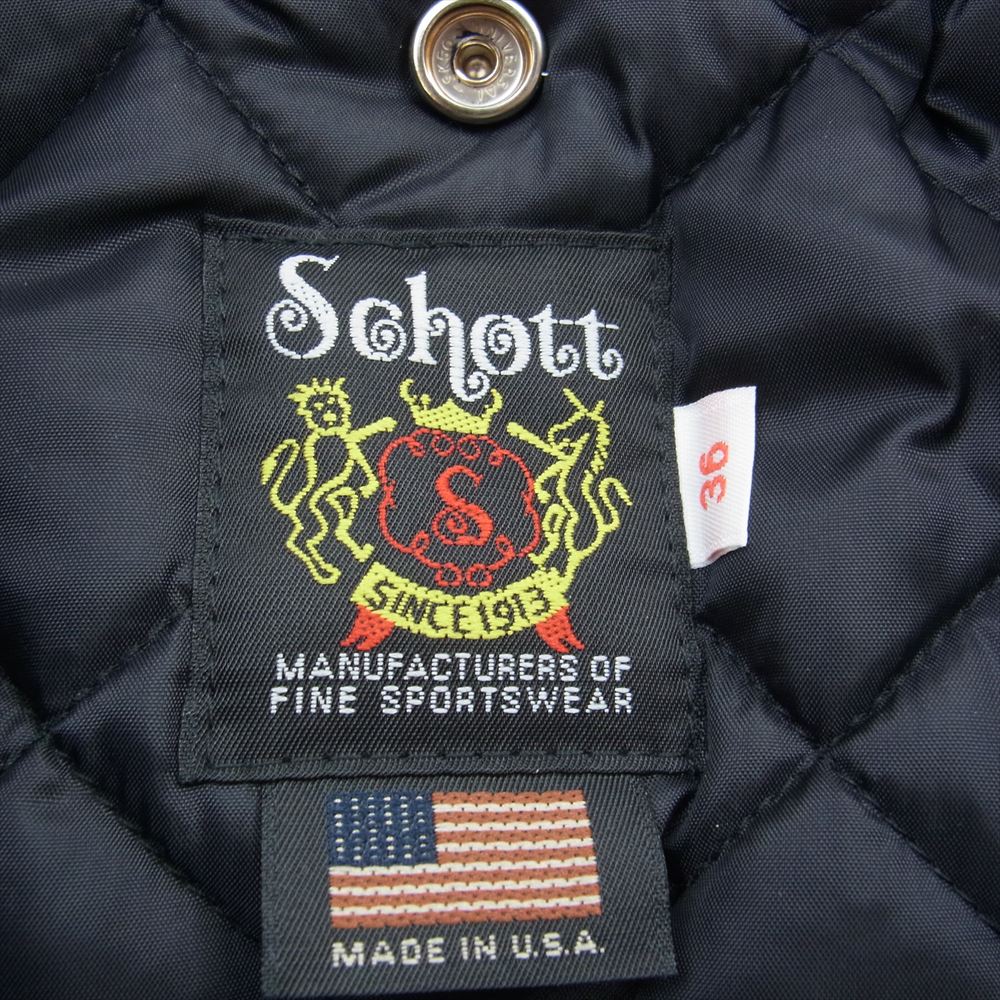 Schott
S
SINCE 1913
MANUFACTURERS OF
FINE SPORTSWEAR
36
MADE IN U.S.A.